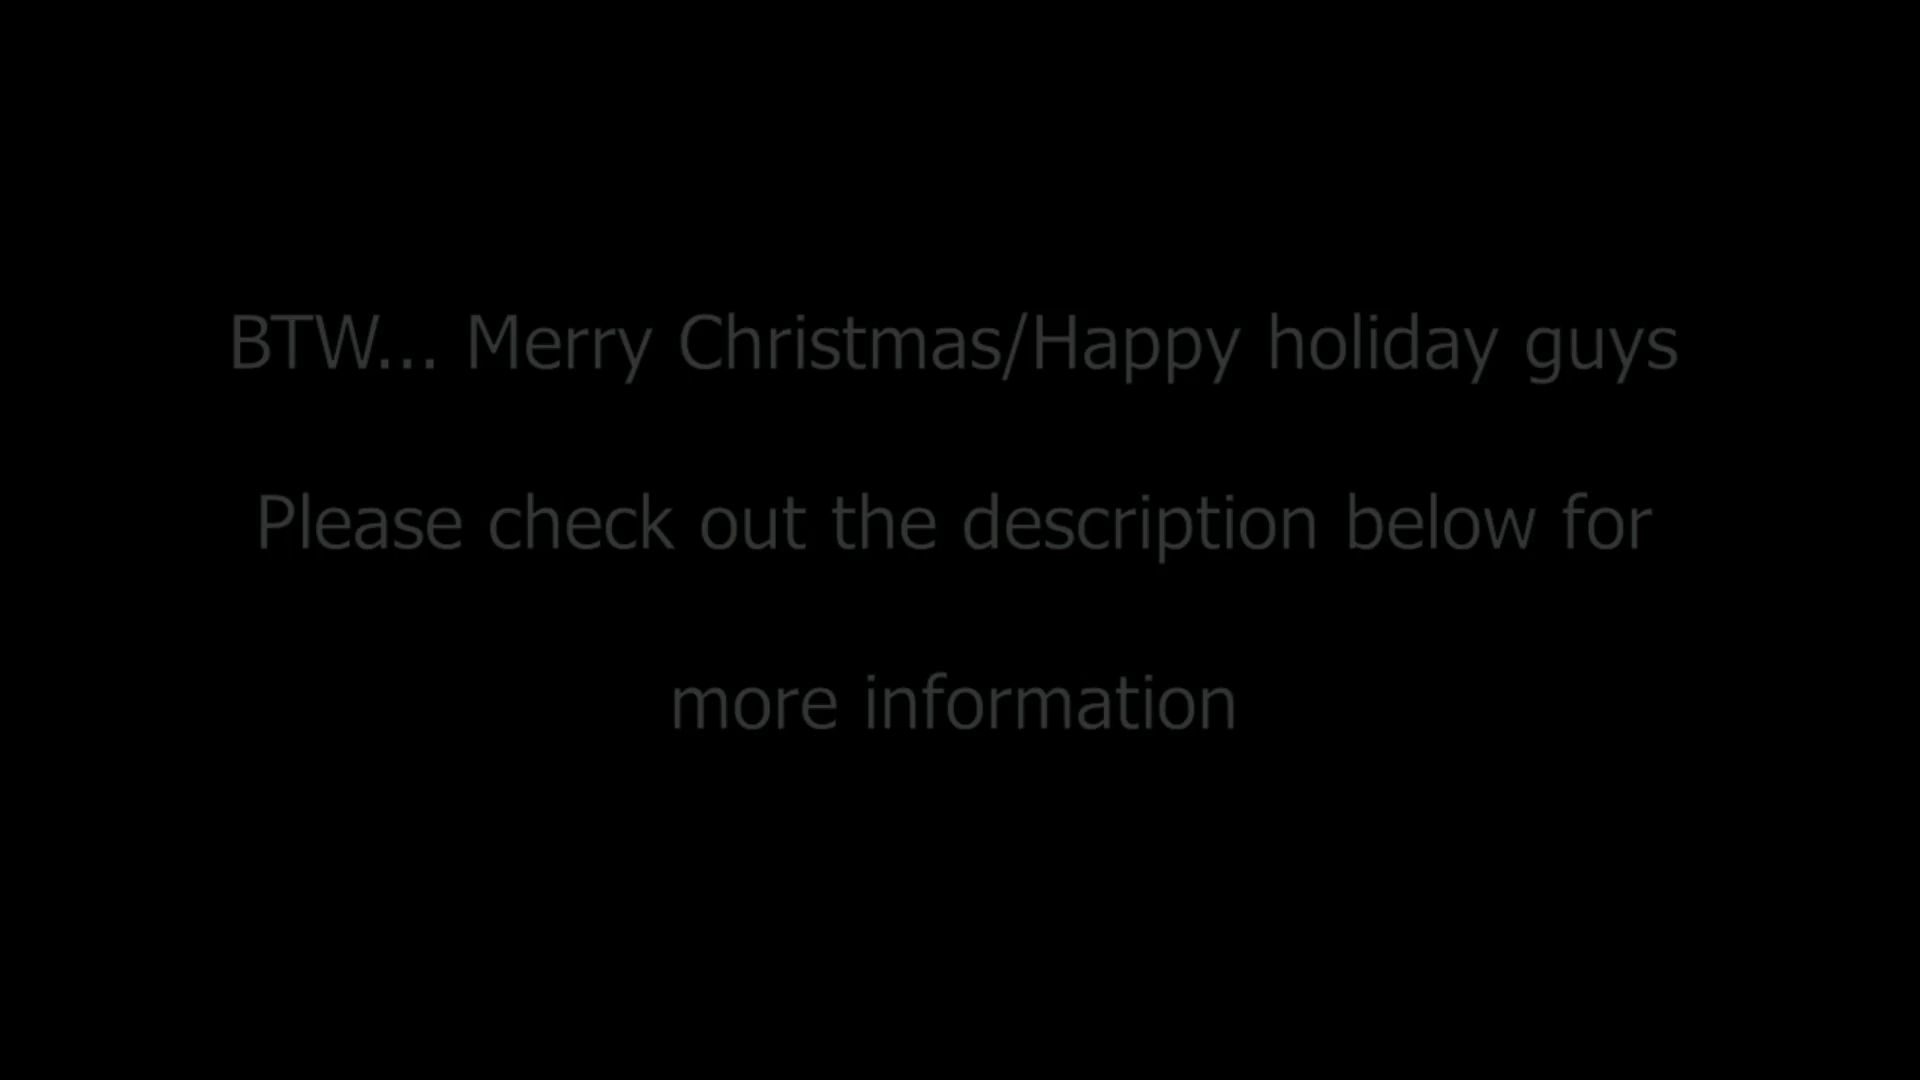 BTW... Merry Christmas/Happy holiday guys
Please check out the description below for
more information